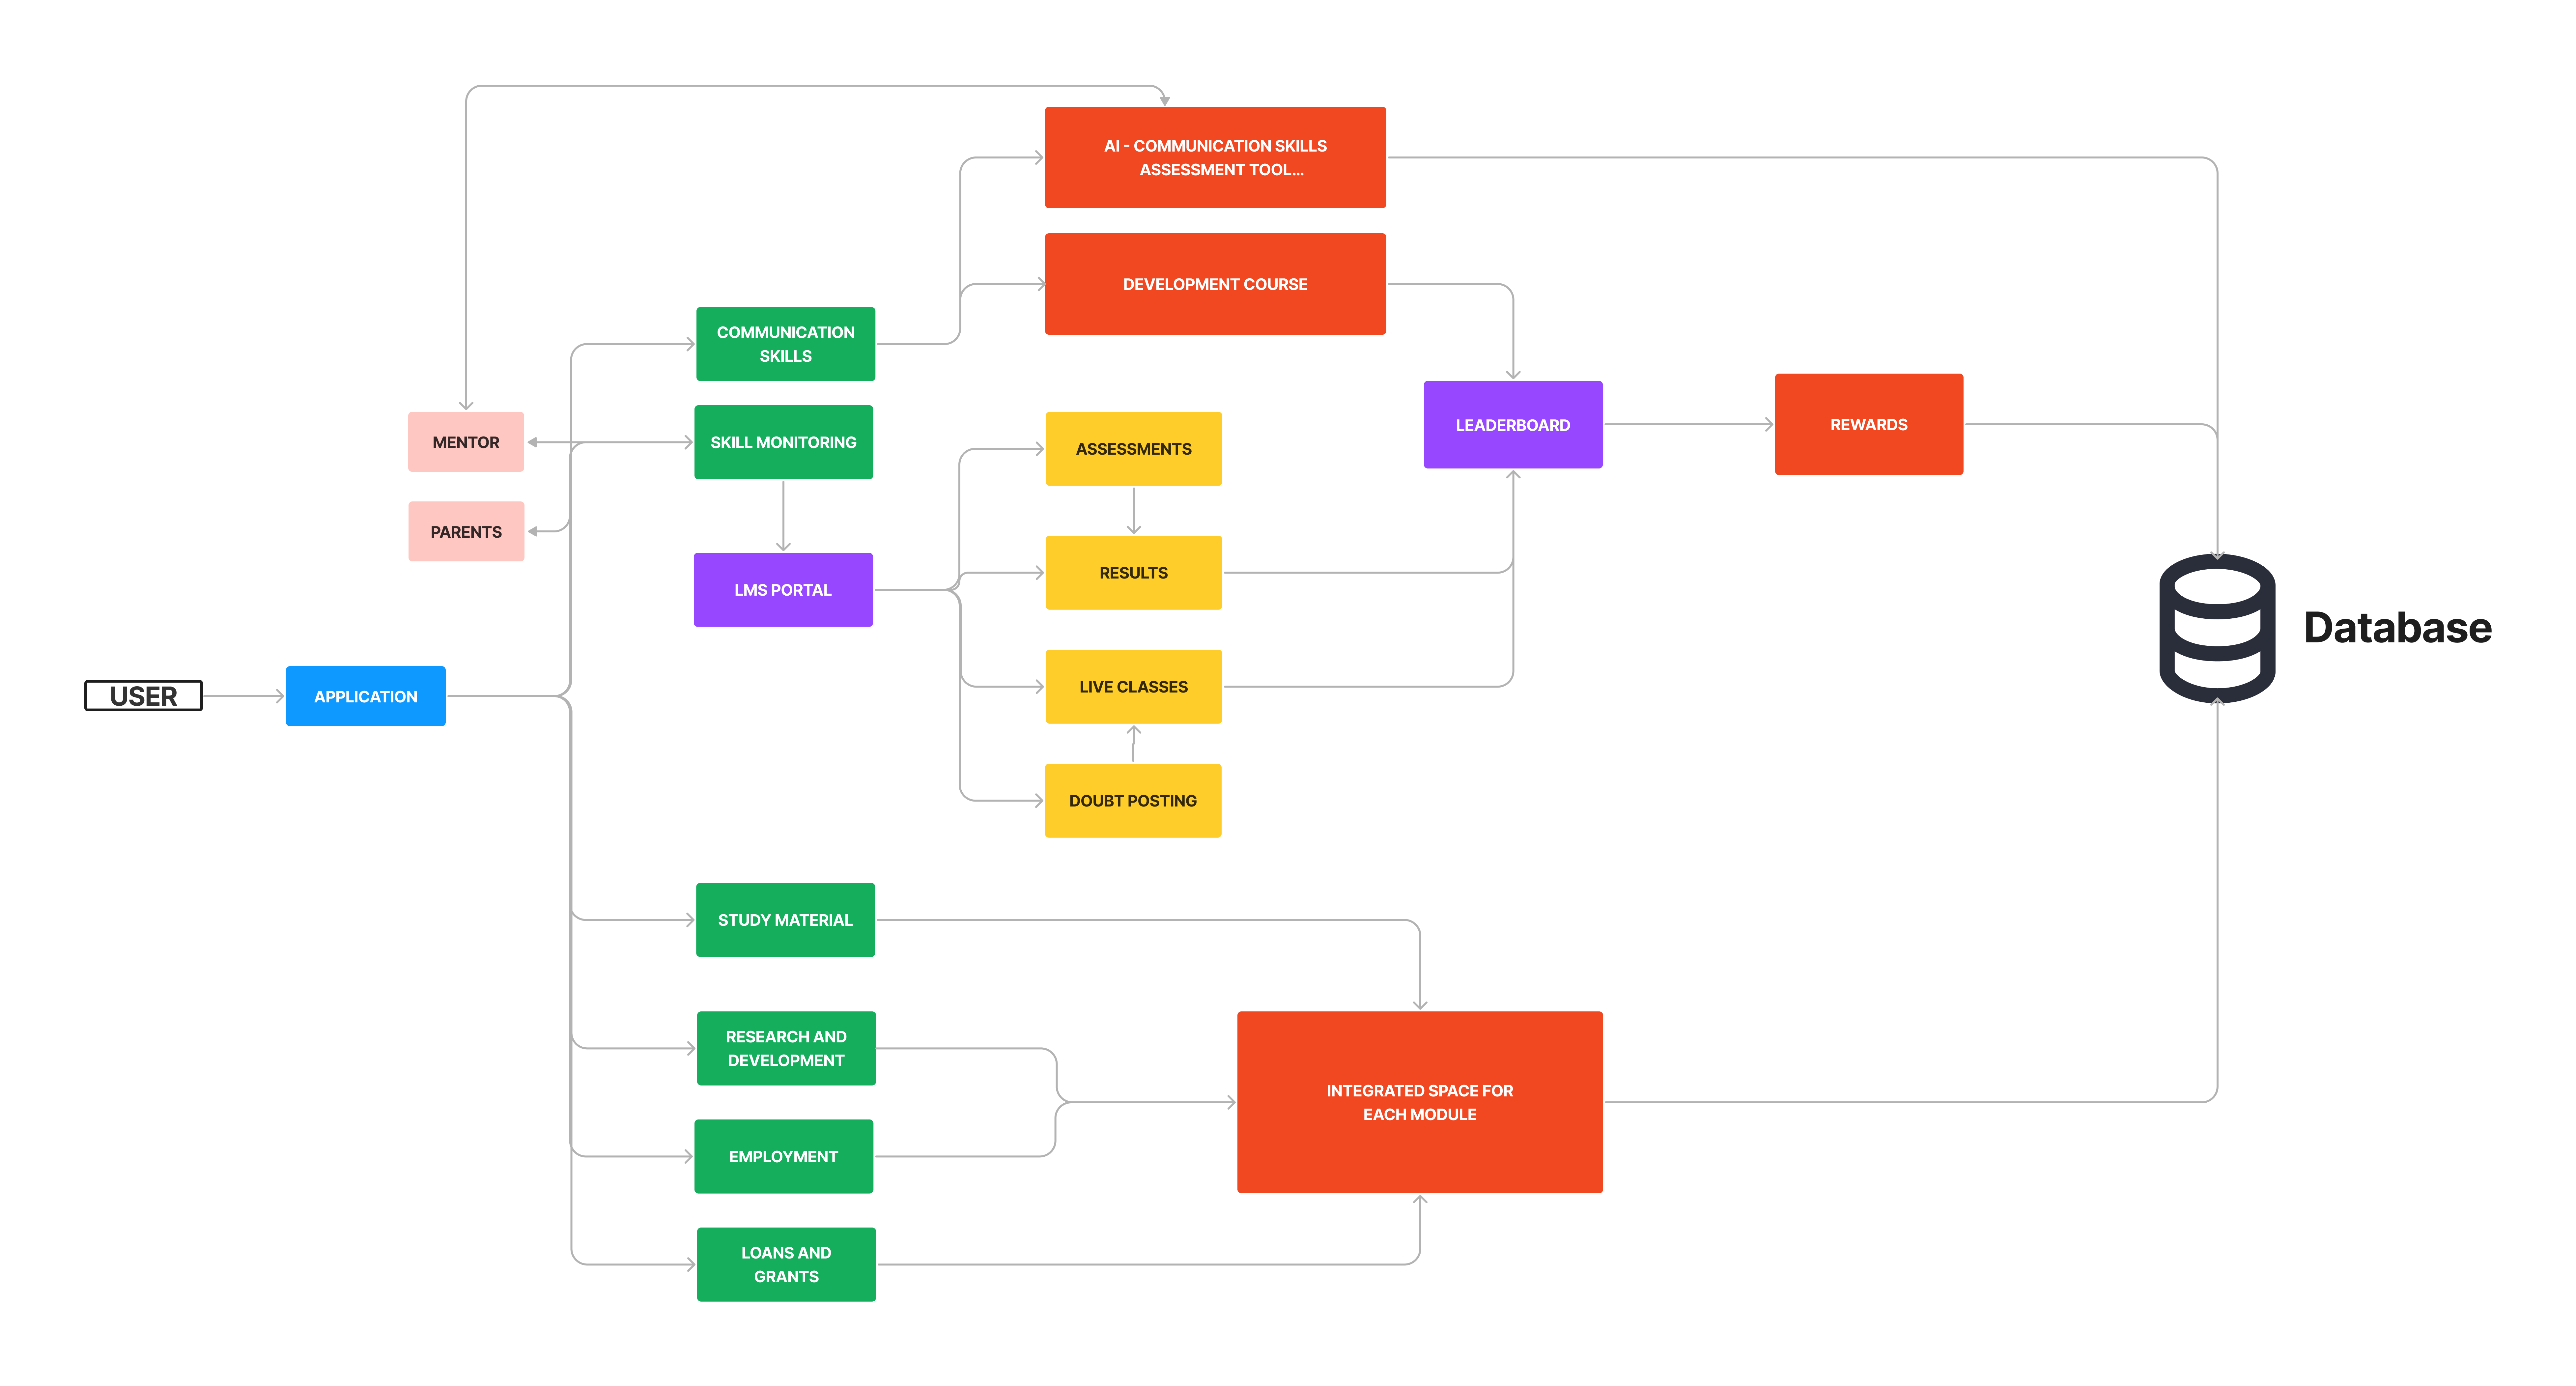 AI - COMMUNICATION SKILLS
ASSESSMENT TOOL...
DEVELOPMENT COURSE
COMMUNICATION
SKILLS
MENTOR
SKILL MONITORING
ASSESSMENTS
LEADERBOARD
REWARDS
PARENTS
LMS PORTAL
RESULTS
Database
USER
APPLICATION
LIVE CLASSES
DOUBT POSTING
STUDY MATERIAL
RESEARCH AND
DEVELOPMENT
INTEGRATED SPACE FOR
EACH MODULE
EMPLOYMENT
LOANS AND
GRANTS